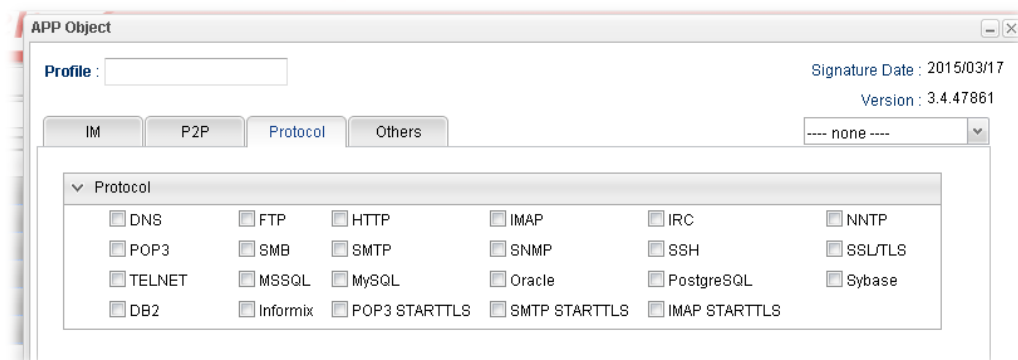 APP Object
Profile :
Signature Date : 2015/03/17
Version : 3.4.47861
IM P2P Protocol Others ---- none ----
Protocol
DNS FTP HTTP IMAP IRC NNTP
POP3 SMB SMTP SNMP SSH SSL/TLS
TELNET MSSQL MySQL Oracle PostgreSQL Sybase
DB2 Informix POP3 STARTTLS SMTP STARTTLS IMAP STARTTLS